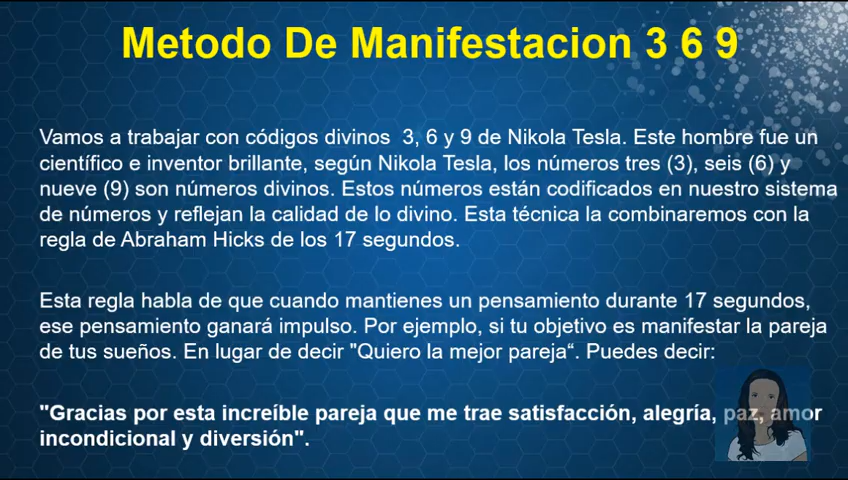 Metodo De Manifestacion 3 6 9
Vamos a trabajar con códigos divinos  3, 6 y 9 de Nikola Tesla. Este hombre fue un
científico e inventor brillante, según Nikola Tesla, los números tres (3), seis (6) y
nueve (9) son números divinos. Estos números están codificados en nuestro sistema
de números y reflejan la calidad de lo divino. Esta técnica la combinaremos con la
regla de Abraham Hicks de los 17 segundos.
Esta regla habla de que cuando mantienes un pensamiento durante 17 segundos,
ese pensamiento ganará impulso. Por ejemplo, si tu objetivo es manifestar la pareja
de tus sueños. En lugar de decir "Quiero la mejor pareja“. Puedes decir:
"Gracias por esta increíble pareja que me trae satisfacción, alegría, paz, amor
incondicional y diversión".